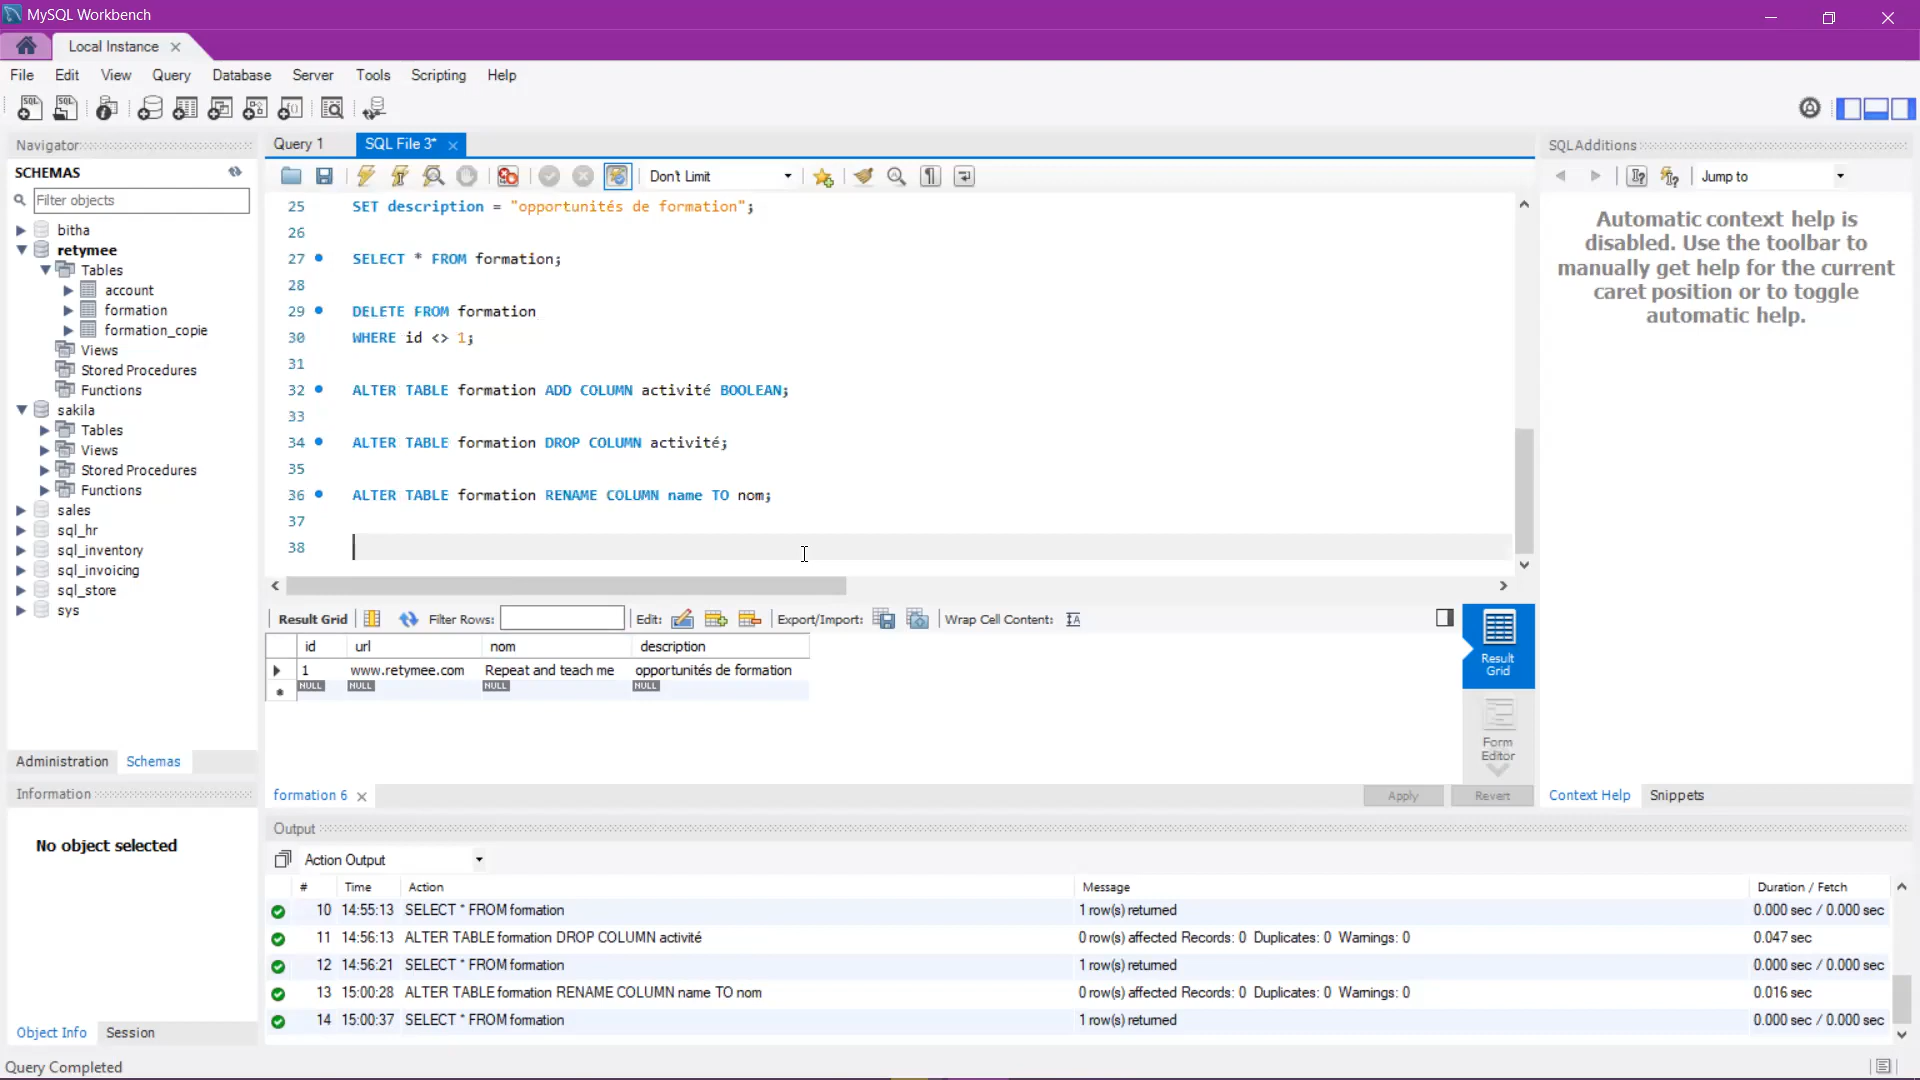 MySQL Workbench
Local Instance
File Edit View Query Database Server Tools Scripting Help
Navigator
SCHEMAS
Filter objects
bitha
retymee
Tables
account
formation
formation_copie
Views
Stored Procedures
Functions
sakila
Tables
Views
Stored Procedures
Functions
sales
sql_hr
sql_inventory
sql_invoicing
sql_store
sys
Administration Schemas
Information
No object selected
Object Info Session
Query 1 SQL File 3*
Don't Limit
25 SET description = "opportunités de formation";
26
27 SELECT * FROM formation;
28
29 DELETE FROM formation
30 WHERE id <> 1;
31
32 ALTER TABLE formation ADD COLUMN activité BOOLEAN;
33
34 ALTER TABLE formation DROP COLUMN activité;
35
36 ALTER TABLE formation RENAME COLUMN name TO nom;
37
38
Result Grid Filter Rows: Edit: Export/Import: Wrap Cell Content:
id url nom description
1 www.retymee.com Repeat and teach me opportunités de formation
NULL NULL NULL NULL
Result
Grid
Form
Editor
formation 6 Apply Revert
SQLAdditions
Jump to
Automatic context help is
disabled. Use the toolbar to
manually get help for the current
caret position or to toggle
automatic help.
Context Help Snippets
Output
Action Output
# Time Action Message Duration / Fetch
10 14:55:13 SELECT * FROM formation 1 row(s) returned 0.000 sec / 0.000 sec
11 14:56:13 ALTER TABLE formation DROP COLUMN activité 0 row(s) affected Records: 0 Duplicates: 0 Warnings: 0 0.047 sec
12 14:56:21 SELECT * FROM formation 1 row(s) returned 0.000 sec / 0.000 sec
13 15:00:28 ALTER TABLE formation RENAME COLUMN name TO nom 0 row(s) affected Records: 0 Duplicates: 0 Warnings: 0 0.016 sec
14 15:00:37 SELECT * FROM formation 1 row(s) returned 0.000 sec / 0.000 sec
Query Completed